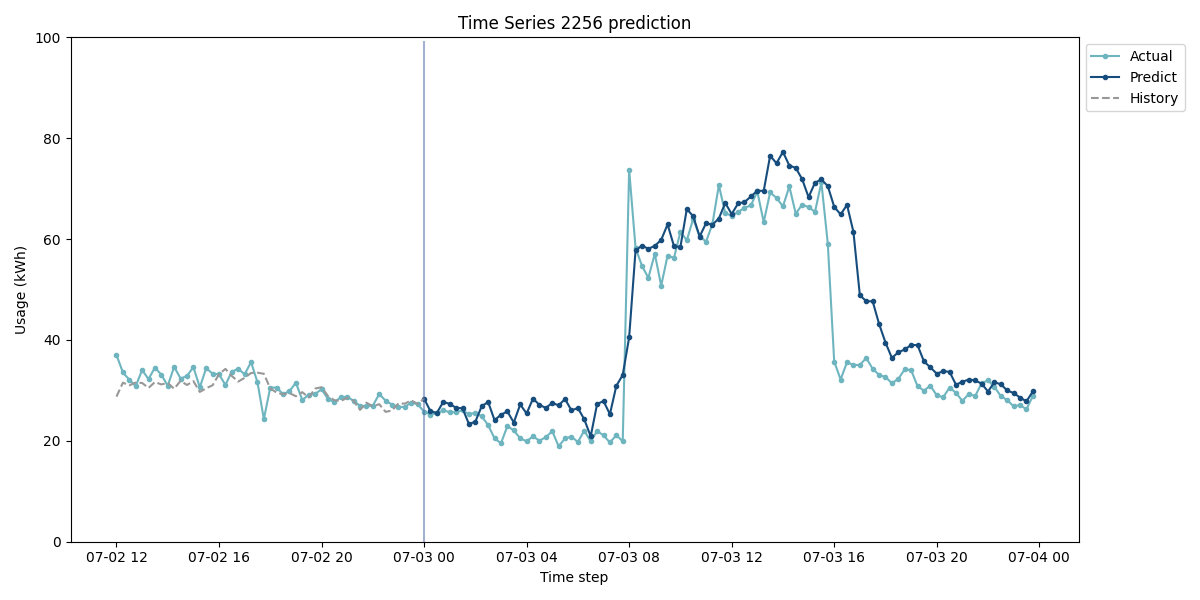 Time Series 2256 prediction
100
80
60
40
20
0
Usage (kWh)
07-02 12
07-02 16
07-02 20
07-03 00
07-03 04
07-03 08
07-03 12
07-03 16
07-03 20
07-04 00
Time step
Actual
Predict
History